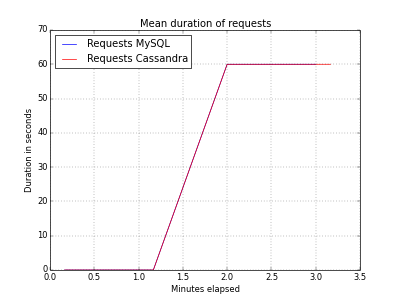 Mean duration of requests
70
60
50
40
30
20
10
0
Duration in seconds
Requests MySQL
Requests Cassandra
0.0 0.5 1.0 1.5 2.0 2.5 3.0 3.5
Minutes elapsed